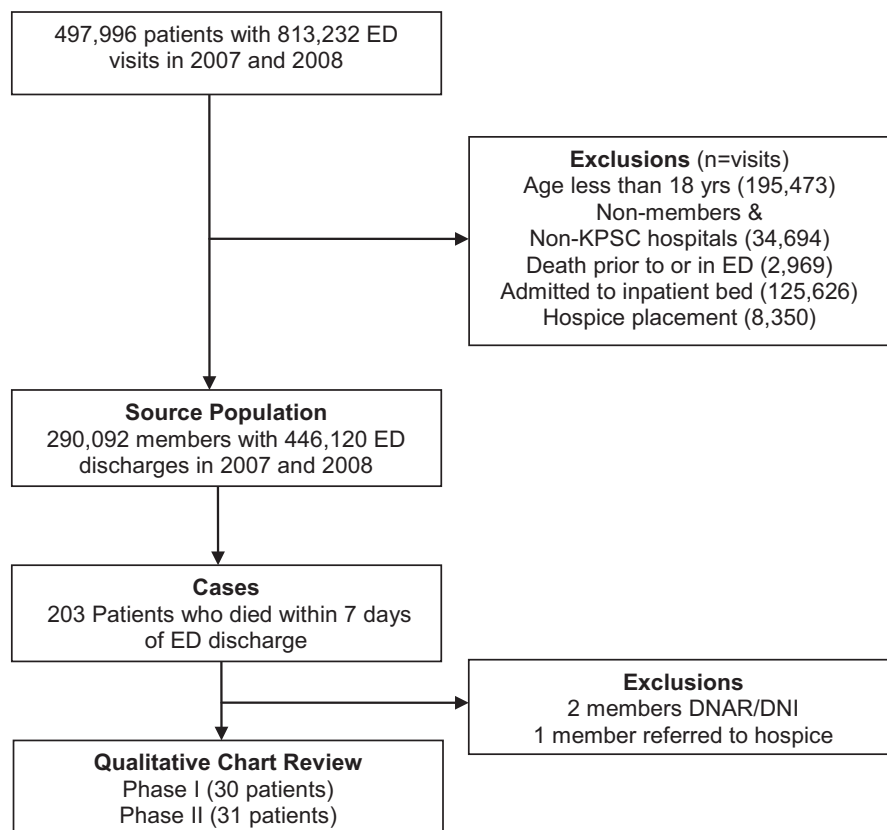 497,996 patients with 813,232 ED
visits in 2007 and 2008
Exclusions (n=visits)
Age less than 18 yrs (195,473)
Non-members &
Non-KPSC hospitals (34,694)
Death prior to or in ED (2,969)
Admitted to inpatient bed (125,626)
Hospice placement (8,350)
Source Population
290,092 members with 446,120 ED
discharges in 2007 and 2008
Cases
203 Patients who died within 7 days
of ED discharge
Exclusions
2 members DNAR/DNI
1 member referred to hospice
Qualitative Chart Review
Phase I (30 patients)
Phase II (31 patients)